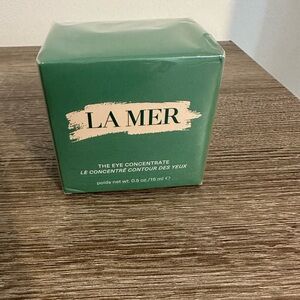 LA MER
THE EYE CONCENTRATE
LE CONCENTRÉ CONTOUR DES YEUX
poids net wt. 0.5 oz./15 ml ℮